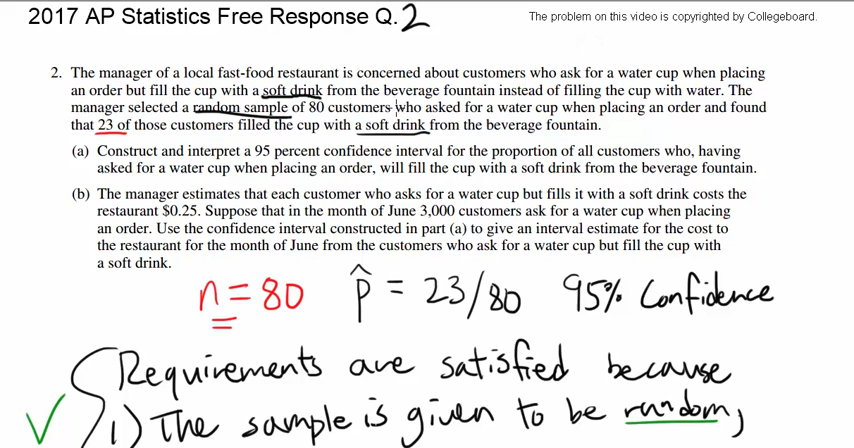 2017 AP Statistics Free Response Q. 2
The problem on this video is copyrighted by Collegeboard.
2. The manager of a local fast-food restaurant is concerned about customers who ask for a water cup when placing
an order but fill the cup with a soft drink from the beverage fountain instead of filling the cup with water. The
manager selected a random sample of 80 customers who asked for a water cup when placing an order and found
that 23 of those customers filled the cup with a soft drink from the beverage fountain.
(a) Construct and interpret a 95 percent confidence interval for the proportion of all customers who, having
asked for a water cup when placing an order, will fill the cup with a soft drink from the beverage fountain.
(b) The manager estimates that each customer who asks for a water cup but fills it with a soft drink costs the
restaurant $0.25. Suppose that in the month of June 3,000 customers ask for a water cup when placing
an order. Use the confidence interval constructed in part (a) to give an interval estimate for the cost to
the restaurant for the month of June from the customers who ask for a water cup but fill the cup with
a soft drink.
n = 80 p̂ = 23/80 95% Confidence
Requirements are satisfied because
1) The sample is given to be random,